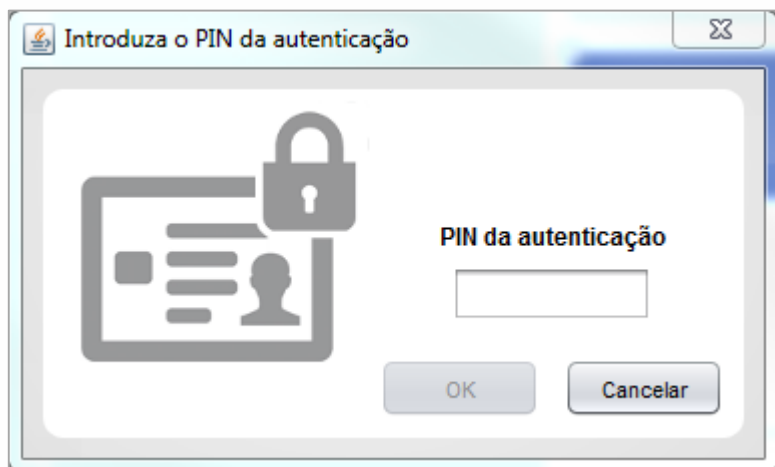 Introduza o PIN da autenticação
PIN da autenticação
OK
Cancelar